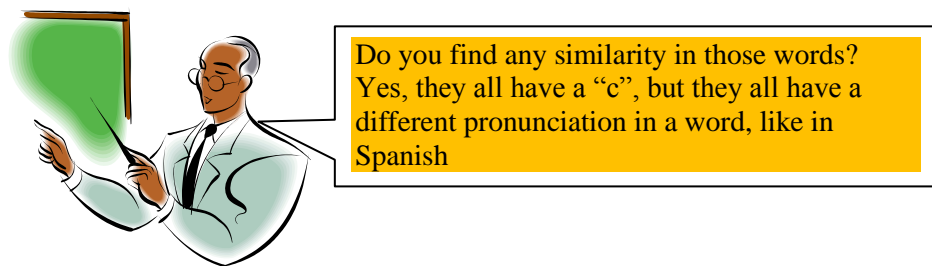 Do you find any similarity in those words?
Yes, they all have a “c”, but they all have a
different pronunciation in a word, like in
Spanish